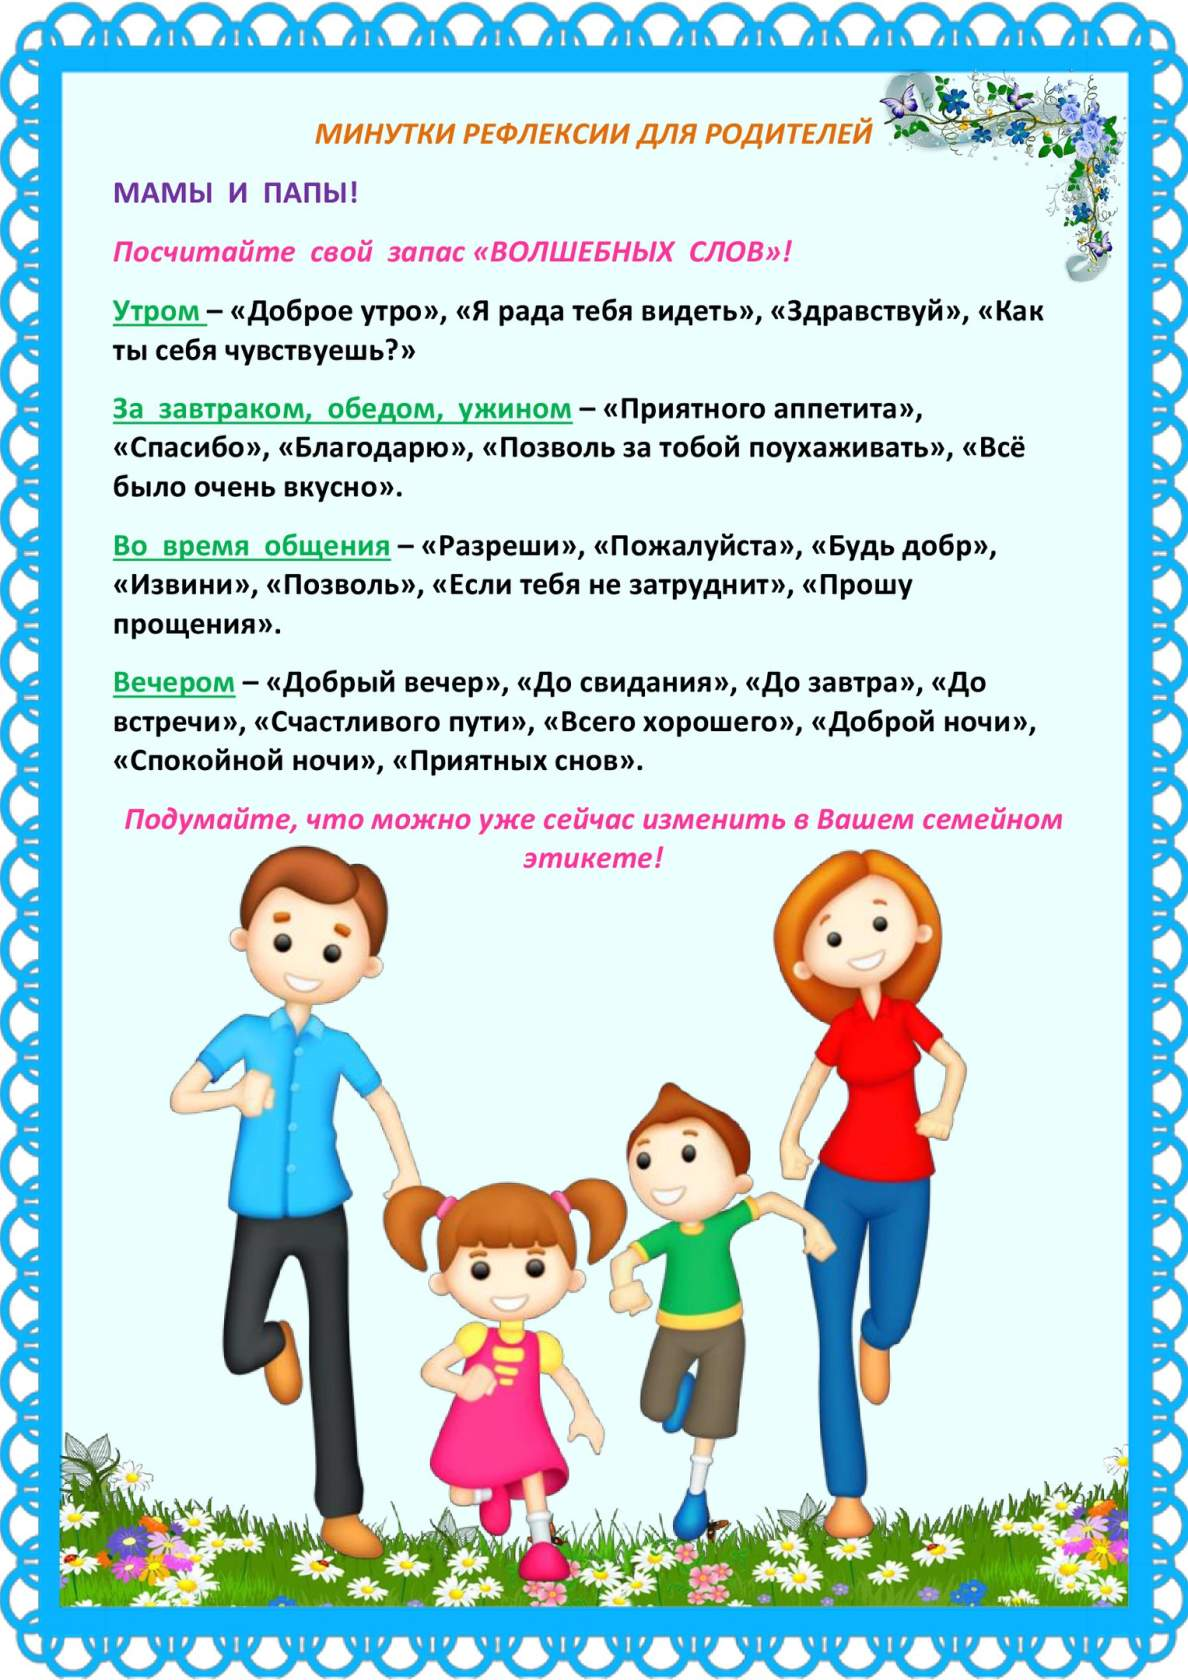 МИНУТКИ РЕФЛЕКСИИ ДЛЯ РОДИТЕЛЕЙ
МАМЫ И ПАПЫ!
Посчитайте свой запас «ВОЛШЕБНЫХ СЛОВ»!
Утром – «Доброе утро», «Я рада тебя видеть», «Здравствуй», «Как
ты себя чувствуешь?»
За завтраком, обедом, ужином – «Приятного аппетита»,
«Спасибо», «Благодарю», «Позволь за тобой поухаживать», «Всё
было очень вкусно».
Во время общения – «Разреши», «Пожалуйста», «Будь добр»,
«Извини», «Позволь», «Если тебя не затруднит», «Прошу
прощения».
Вечером – «Добрый вечер», «До свидания», «До завтра», «До
встречи», «Счастливого пути», «Всего хорошего», «Доброй ночи»,
«Спокойной ночи», «Приятных снов».
Подумайте, что можно уже сейчас изменить в Вашем семейном
этикете!